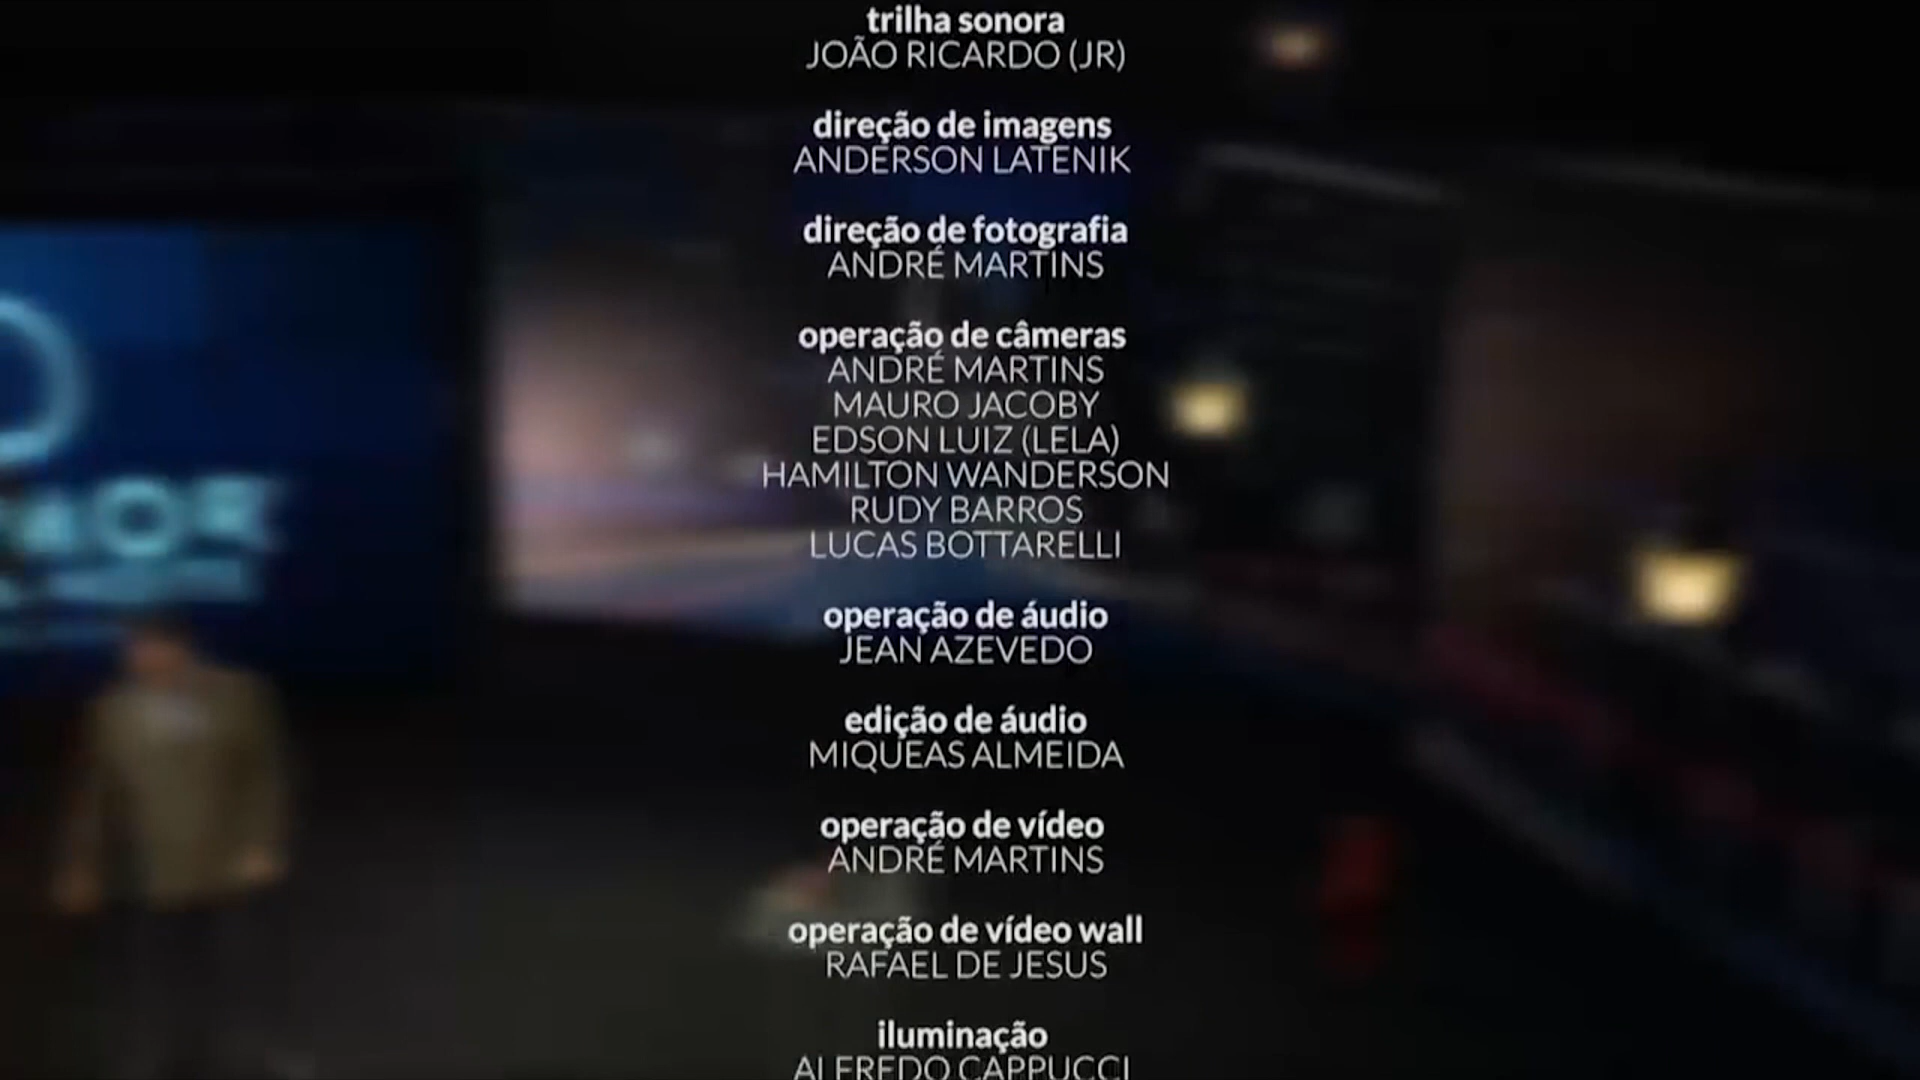 trilha sonora
JOÃO RICARDO (JR)
direção de imagens
ANDERSON LATENIK
direção de fotografia
ANDRÉ MARTINS
operação de câmeras
ANDRÉ MARTINS
MAURO JACOBY
EDSON LUIZ (LELA)
HAMILTON WANDERSON
RUDY BARROS
LUCAS BOTTARELLI
operação de áudio
JEAN AZEVEDO
edição de áudio
MIQUEAS ALMEIDA
operação de vídeo
ANDRÉ MARTINS
operação de vídeo wall
RAFAEL DE JESUS
iluminação
ALFREDO CAPPUCCI